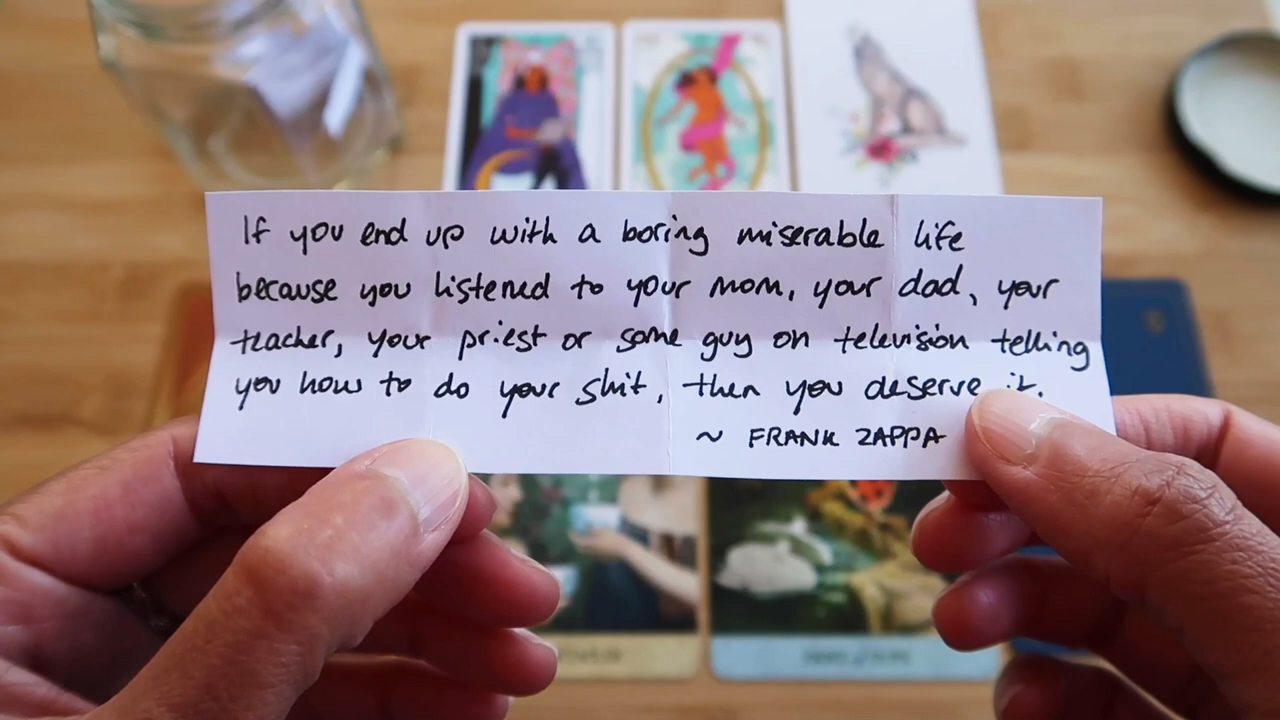 If you end up with a boring miserable life
because you listened to your mom, your dad, your
teacher, your priest or some guy on television telling
you how to do your shit, then you deserve it.
~ FRANK ZAPPA